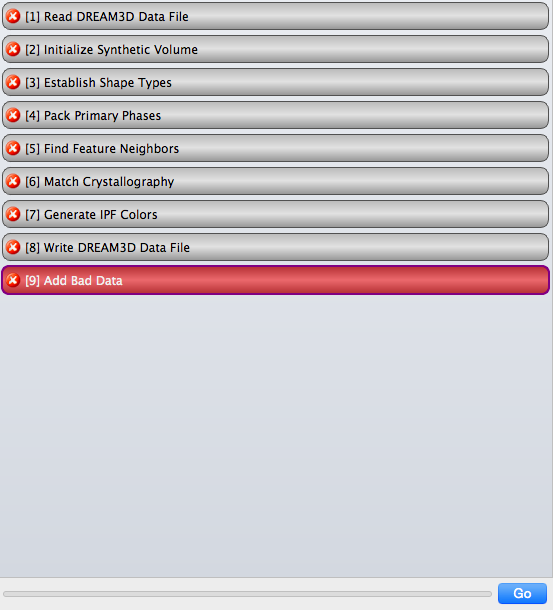 [1] Read DREAM3D Data File
[2] Initialize Synthetic Volume
[3] Establish Shape Types
[4] Pack Primary Phases
[5] Find Feature Neighbors
[6] Match Crystallography
[7] Generate IPF Colors
[8] Write DREAM3D Data File
[9] Add Bad Data
Go